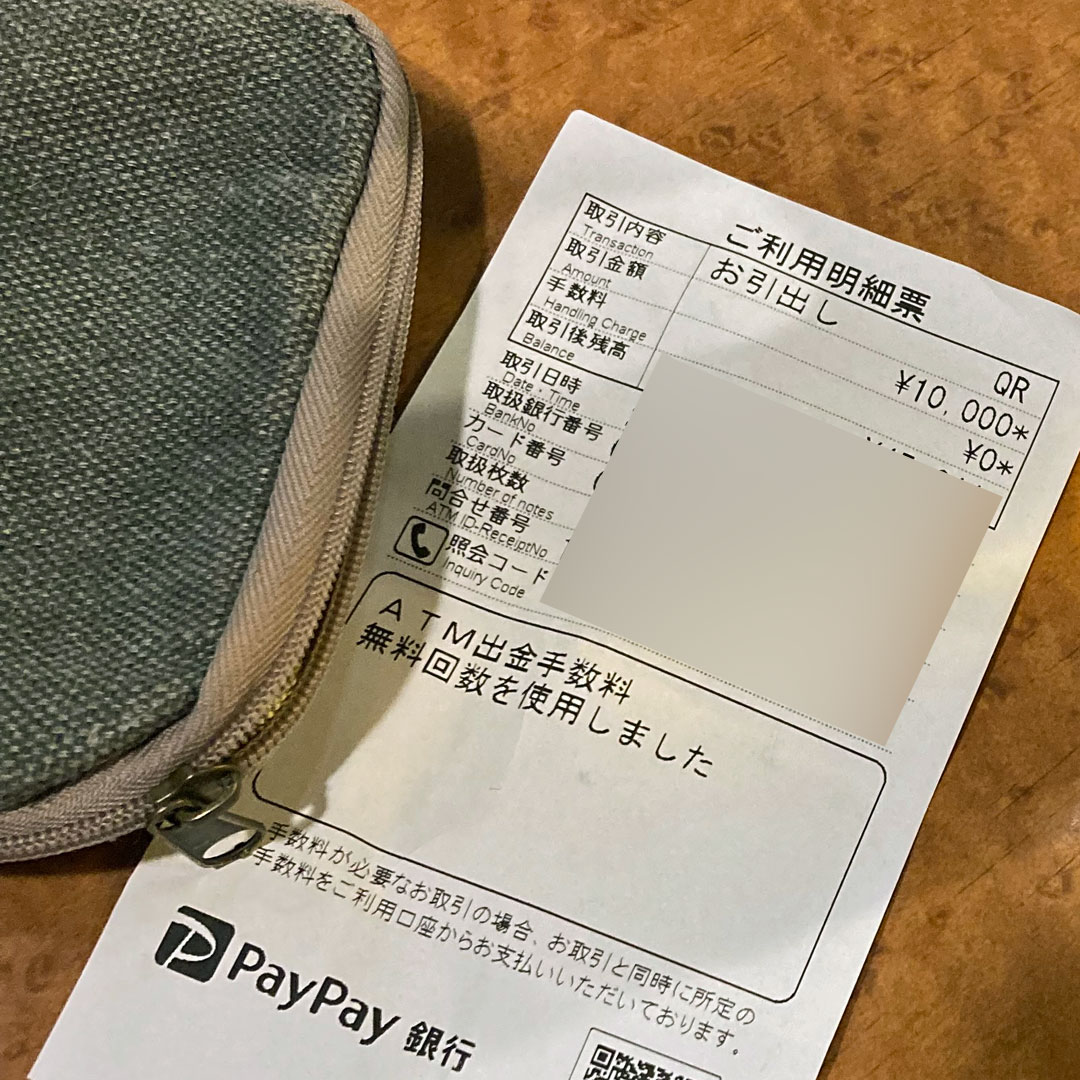 ご利用明細票
取引内容
Transaction
お引出し
QR
取引金額
Amount
¥10,000*
手数料
Handling Charge
¥0*
取引後残高
Balance
取引日時
Date・Time
取扱銀行番号
BankNo
カード番号
CardNo
取扱枚数
Number of notes
問合せ番号
ATM ID-ReceiptNo
照会コード
Inquiry Code
ATM出金手数料
無料回数を使用しました
手数料が必要なお取引の場合、お取引と同時に所定の
手数料をご利用口座からお支払いいただいております。
PayPay 銀行